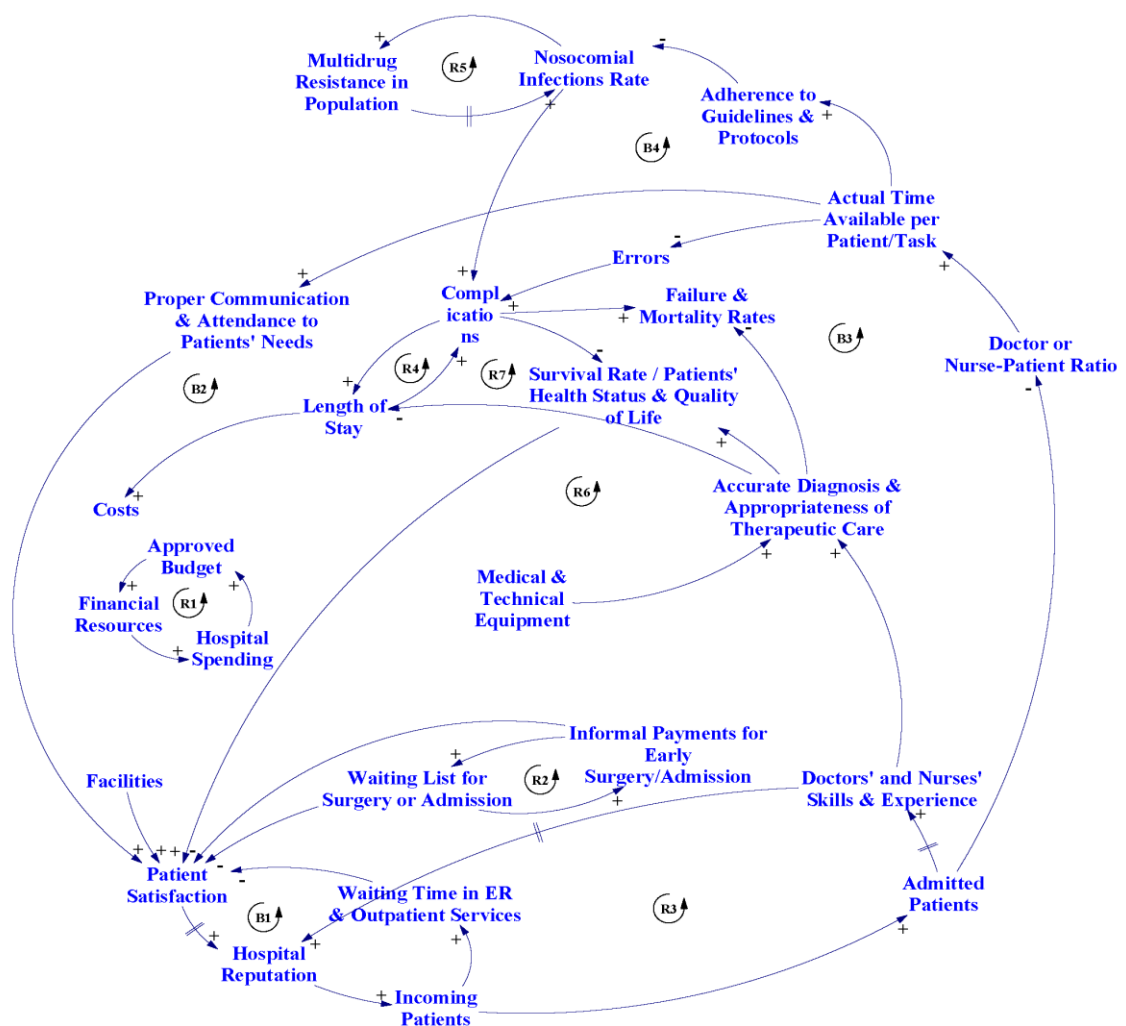 Multidrug
Resistance in
Population
R5
Nosocomial
Infections Rate
Adherence to
Guidelines &
Protocols
B4
Actual Time
Available per
Patient/Task
Errors
Proper Communication
& Attendance to
Patients' Needs
Compl
icatio
ns
Failure &
Mortality Rates
B3
Doctor or
Nurse-Patient Ratio
B2
R4
R7
Survival Rate / Patients'
Health Status & Quality
of Life
Length of
Stay
Costs
R6
Accurate Diagnosis &
Appropriateness of
Therapeutic Care
Approved
Budget
R1
Financial
Resources
Hospital
Spending
Medical &
Technical
Equipment
Informal Payments for
Early
Surgery/Admission
Facilities
Waiting List for
Surgery or Admission
R2
Doctors' and Nurses'
Skills & Experience
Patient
Satisfaction
Waiting Time in ER
& Outpatient Services
B1
R3
Admitted
Patients
Hospital
Reputation
Incoming
Patients